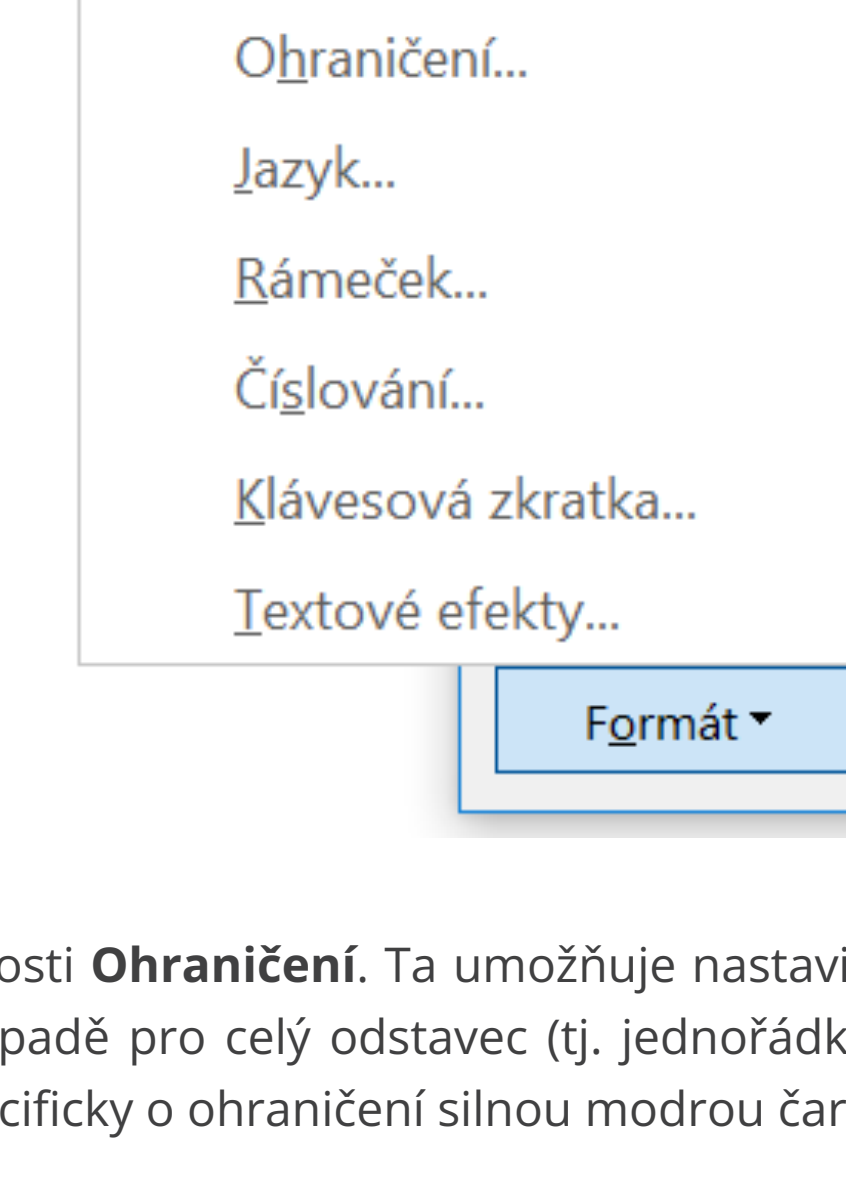 Ohraničení...
Jazyk...
Rámeček...
Číslování...
Klávesová zkratka...
Textové efekty...
Formát
osti Ohraničení. Ta umožňuje nastavi
padě pro celý odstavec (tj. jednořádk
cificky o ohraničení silnou modrou čar